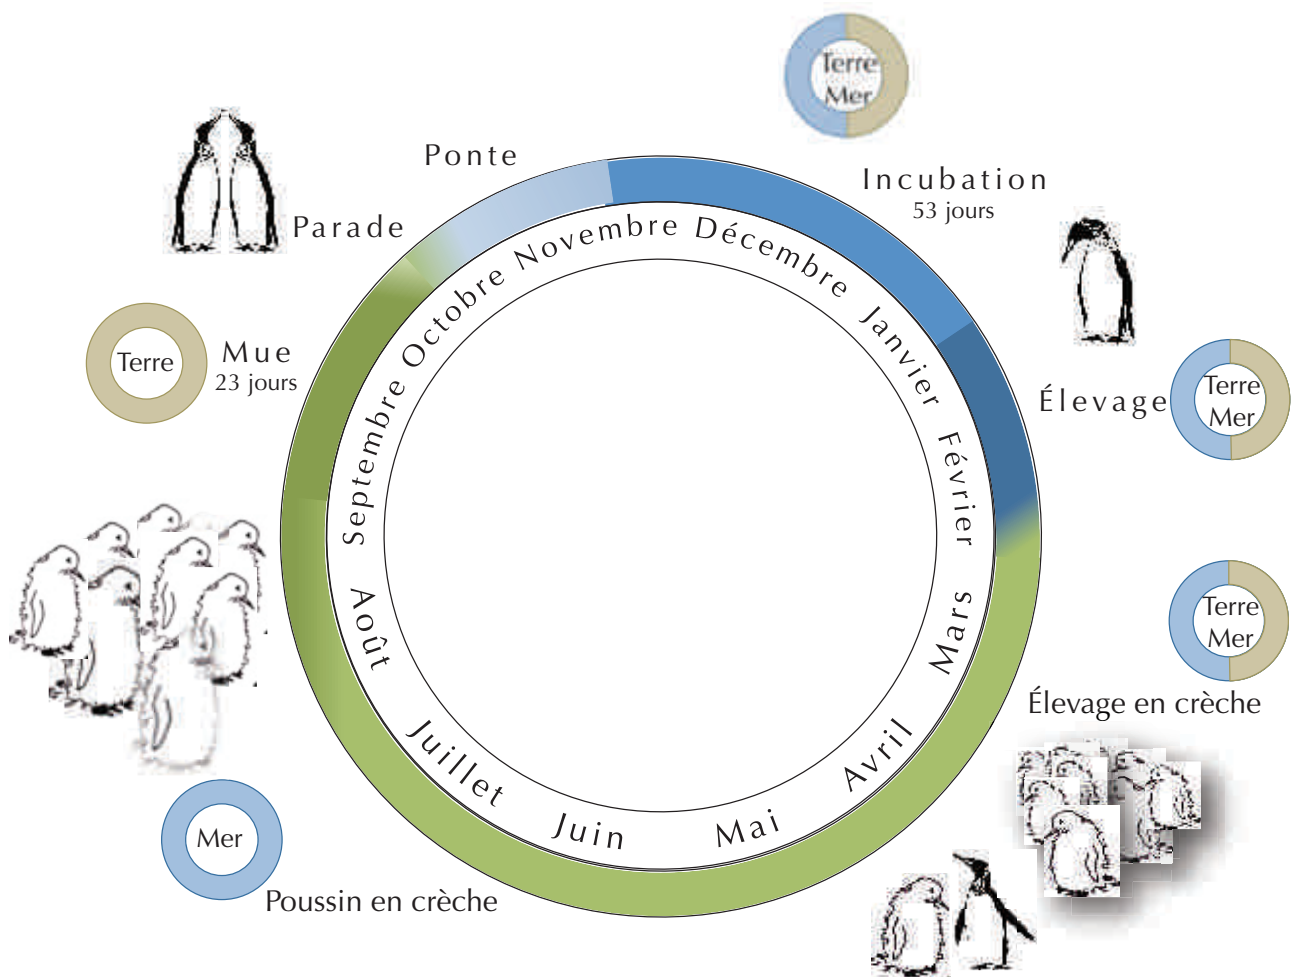 Terre
Mer
Ponte
Incubation
53 jours
Parade
Terre
Mue
23 jours
Élevage
Terre
Mer
Terre
Mer
Élevage en crèche
Mer
Poussin en crèche
Janvier
Février
Mars
Avril
Mai
Juin
Juillet
Août
Septembre
Octobre
Novembre
Décembre